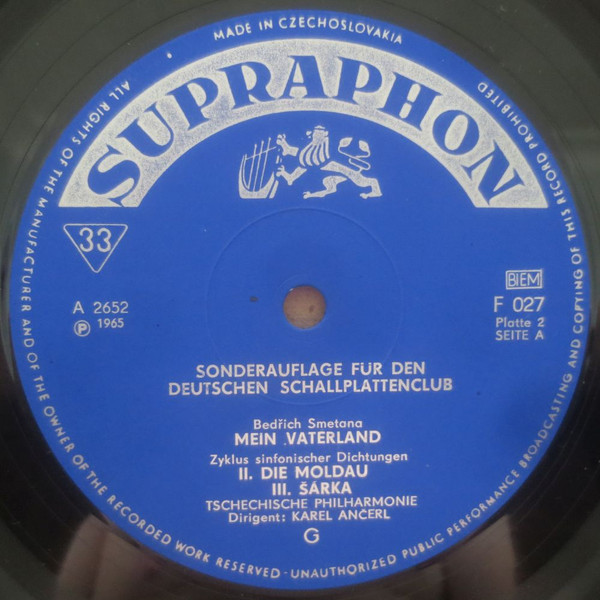 MADE IN CZECHOSLOVAKIA
SUPRAPHON
33
A 2652
Ⓟ 1965
BIEM
F 027
Platte 2
SEITE A
SONDERAUFLAGE FÜR DEN
DEUTSCHEN SCHALLPLATTENCLUB
Bedřich Smetana
MEIN VATERLAND
Zyklus sinfonischer Dichtungen
II. DIE MOLDAU
III. ŠÁRKA
TSCHECHISCHE PHILHARMONIE
Dirigent: KAREL ANČERL
G
ALL RIGHTS OF THE MANUFACTURER AND OF THE OWNER OF THE RECORDED WORK RESERVED - UNAUTHORIZED PUBLIC PERFORMANCE BROADCASTING AND COPYING OF THIS RECORD PROHIBITED